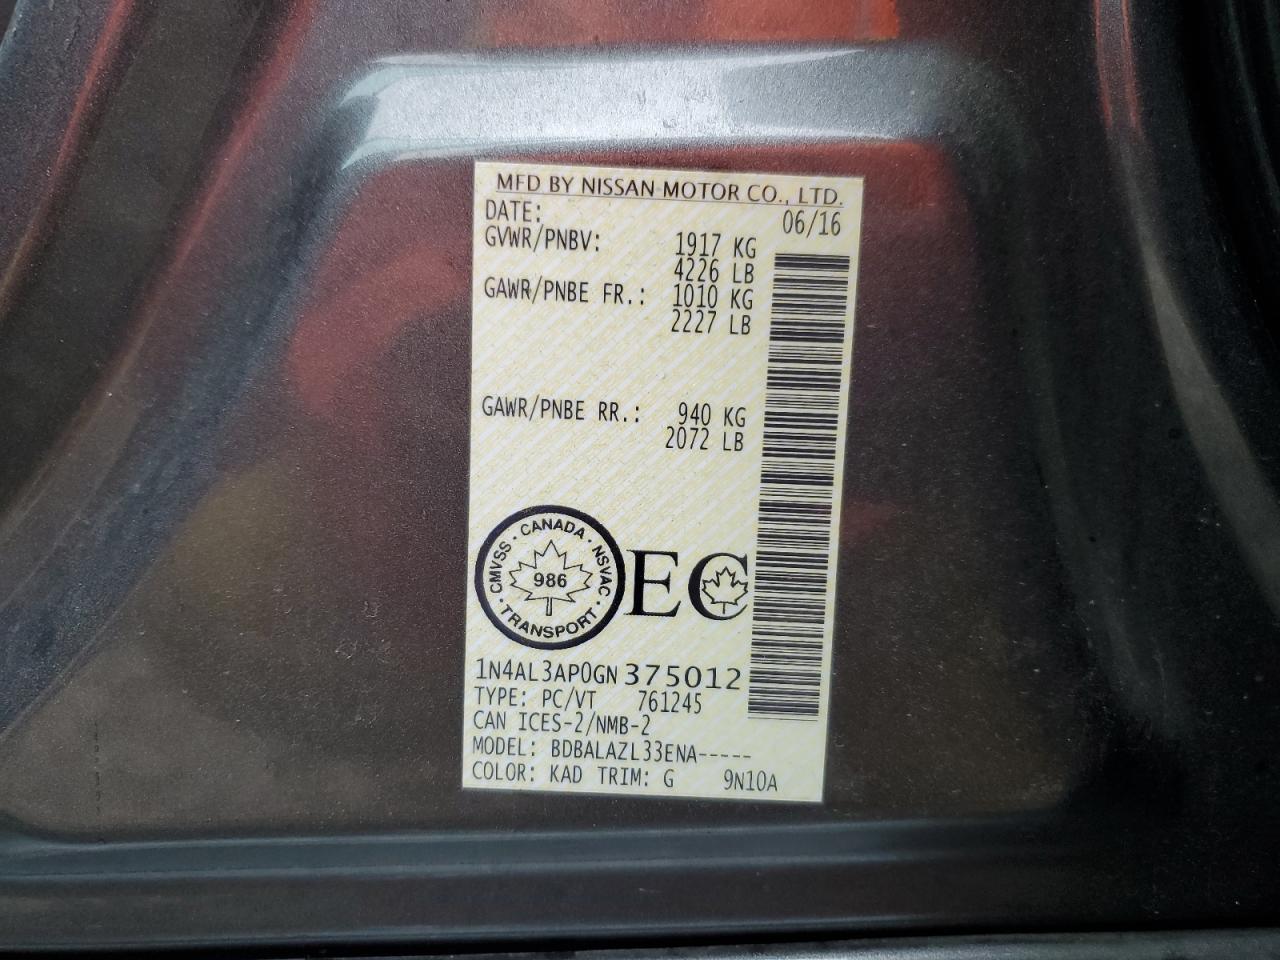 MFD BY NISSAN MOTOR CO., LTD.
DATE: 06/16
GVWR/PNBV: 1917 KG
4226 LB
GAWR/PNBE FR.: 1010 KG
2227 LB
GAWR/PNBE RR.: 940 KG
2072 LB
CMVSS · CANADA · NSVAC · TRANSPORT ·
986
EC
1N4AL3AP0GN 375012
TYPE: PC/VT 761245
CAN ICES-2/NMB-2
MODEL: BDBALAZL33ENA-----
COLOR: KAD TRIM: G 9N10A